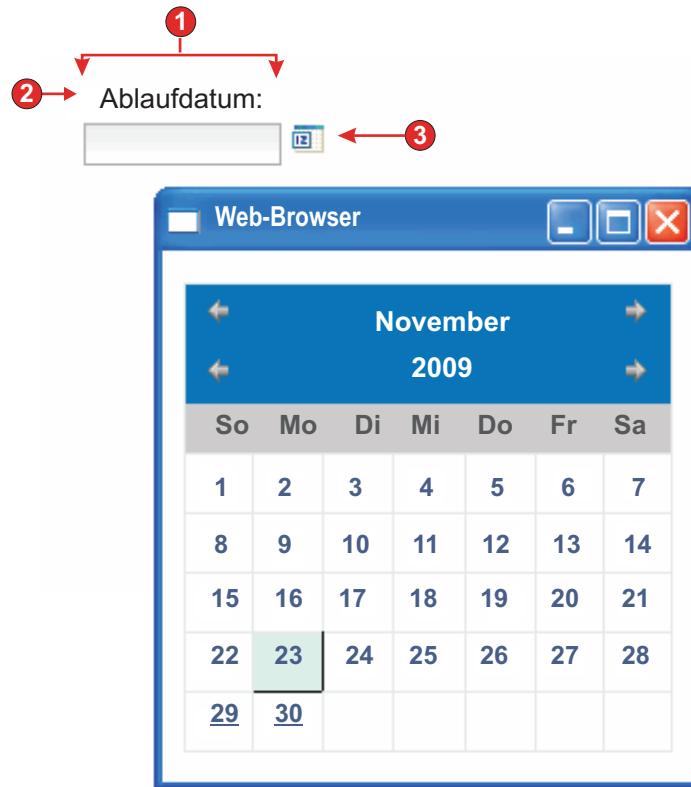 1
2 Ablaufdatum:
12 3
Web-Browser
November
2009
So Mo Di Mi Do Fr Sa
1 2 3 4 5 6 7
8 9 10 11 12 13 14
15 16 17 18 19 20 21
22 23 24 25 26 27 28
29 30